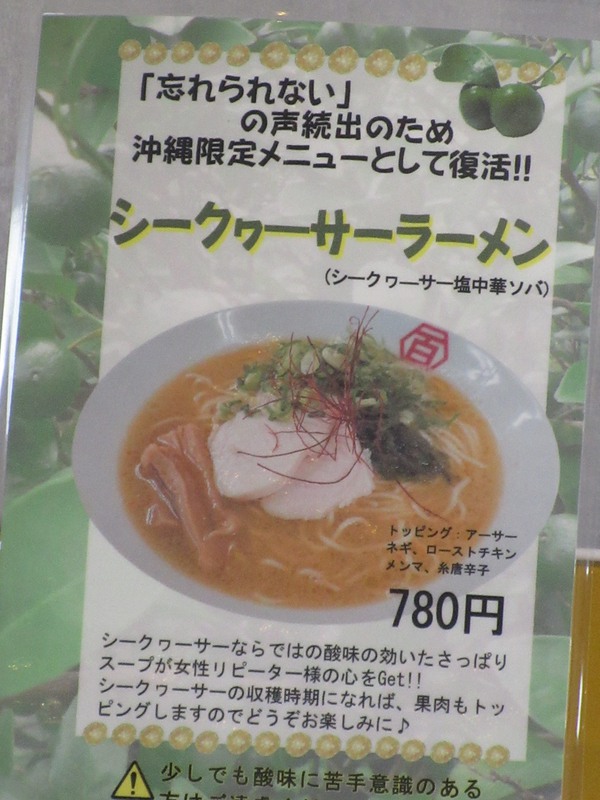 「忘れられない」
の声続出のため
沖縄限定メニューとして復活!!
シークヮーサーラーメン
(シークヮーサー塩中華ソバ)
百
トッピング：アーサー
ネギ、ローストチキン
メンマ、糸唐辛子
780円
シークヮーサーならではの酸味の効いたさっぱり
スープが女性リピーター様の心をGet!!
シークヮーサーの収穫時期になれば、果肉もトッ
ピングしますのでどうぞお楽しみに♪
少しでも酸味に苦手意識のある